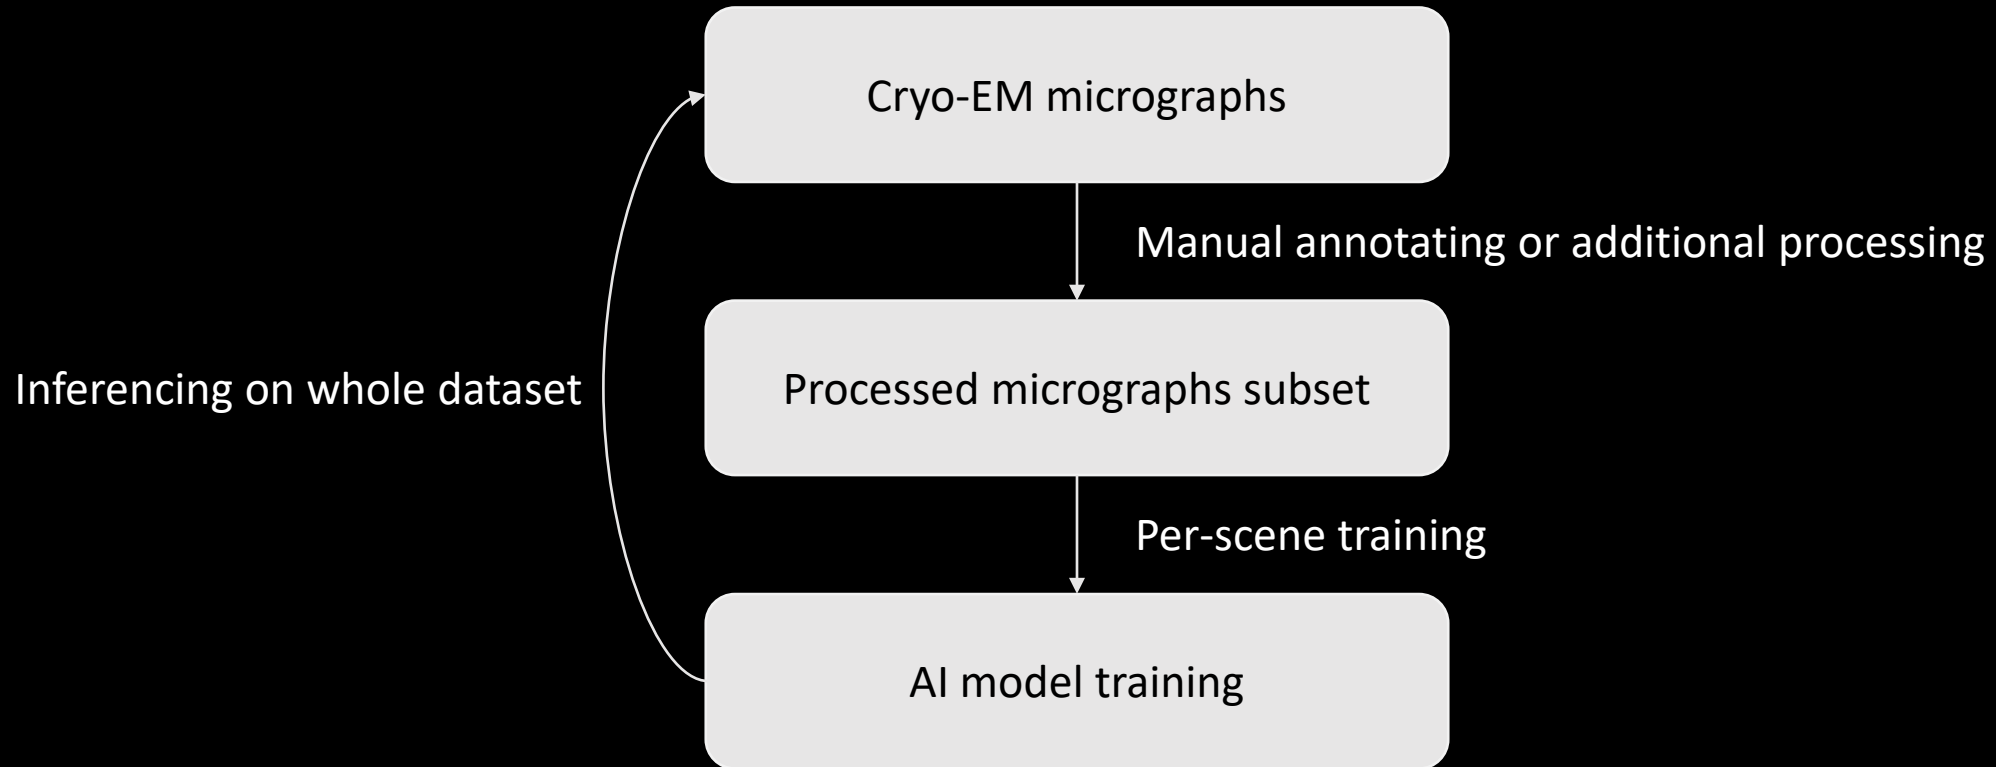 Cryo-EM micrographs
Manual annotating or additional processing
Inferencing on whole dataset
Processed micrographs subset
Per-scene training
AI model training